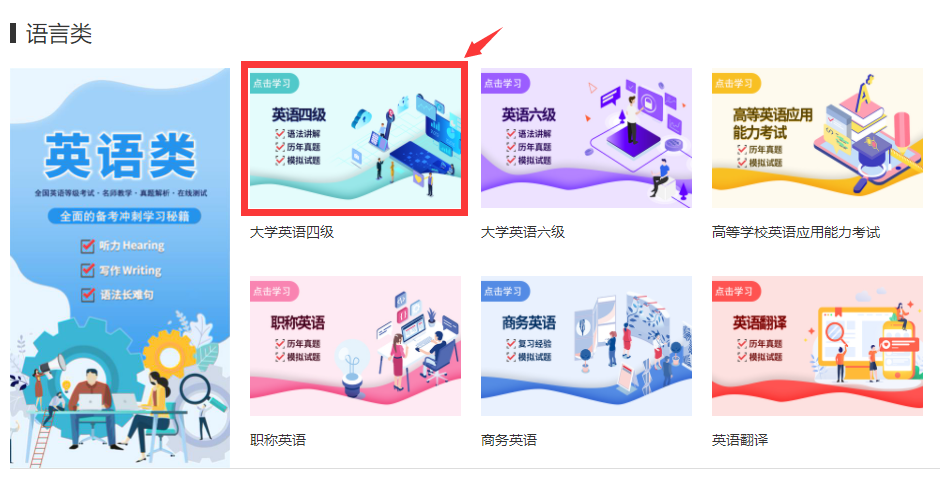 语言类
英语类
全国英语等级考试·名师教学·真题解析·在线测试
全面的备考冲刺学习秘籍
听力 Hearing
写作 Writing
语法长难句
点击学习
英语四级
语法讲解
历年真题
模拟试题
大学英语四级
点击学习
英语六级
语法讲解
历年真题
模拟试题
大学英语六级
点击学习
高等英语应用
能力考试
历年真题
模拟试题
高等学校英语应用能力考试
点击学习
职称英语
历年真题
模拟试题
职称英语
点击学习
商务英语
复习经验
模拟试题
商务英语
点击学习
英语翻译
历年真题
模拟试题
英语翻译